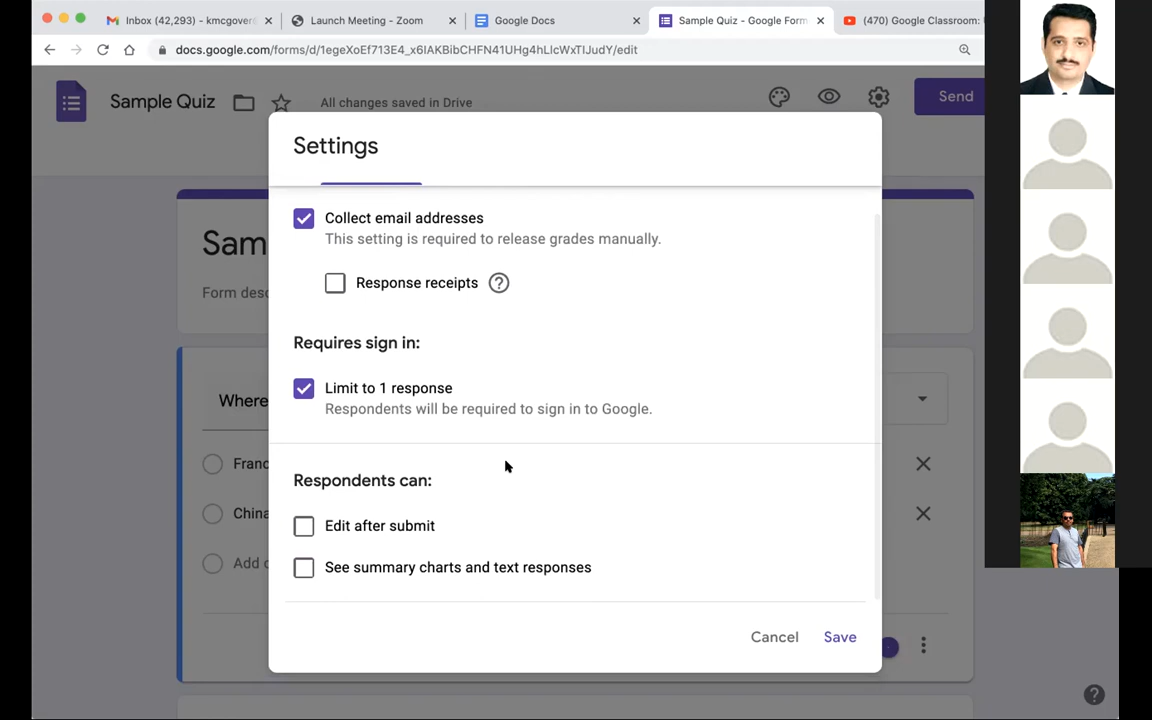 Inbox (42,293) - kmcgover
Launch Meeting - Zoom
Google Docs
Sample Quiz - Google Form
(470) Google Classroom:
docs.google.com/forms/d/1egeXoEf713E4_x6IAKBibCHFN41UHg4hLlcWxTlJudY/edit
Sample Quiz
All changes saved in Drive
Send
Settings
Collect email addresses
This setting is required to release grades manually.
Response receipts
Requires sign in:
Limit to 1 response
Respondents will be required to sign in to Google.
Respondents can:
Edit after submit
See summary charts and text responses
Cancel
Save
Sam
Form desc
Where
Franc
China
Add o